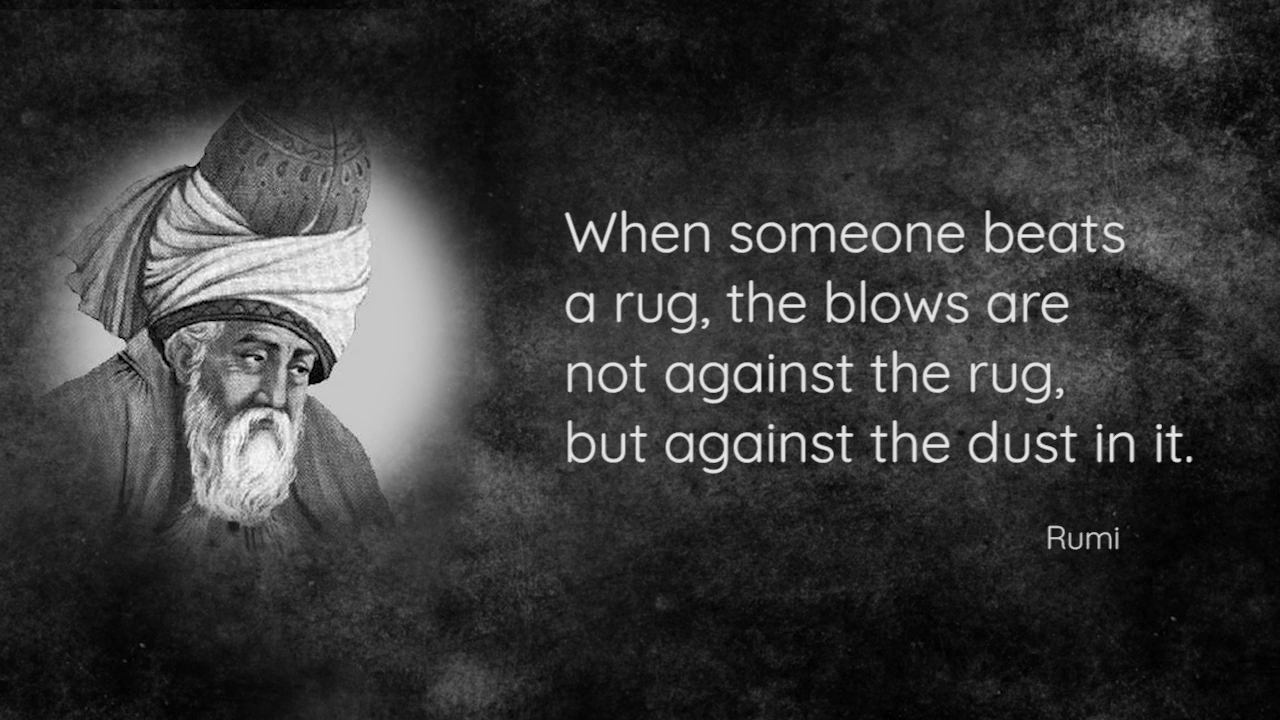 When someone beats
a rug, the blows are
not against the rug,
but against the dust in it.
Rumi